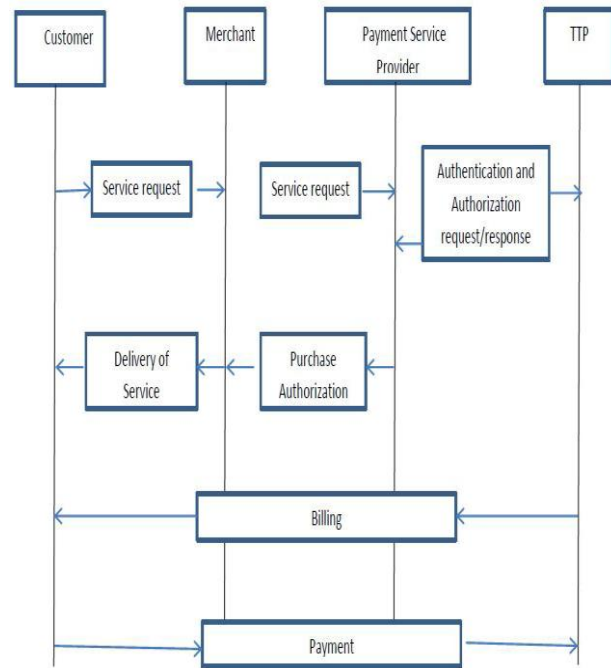 Customer
Merchant
Payment Service
Provider
TTP
Service request
Service request
Authentication and
Authorization
request/response
Delivery of
Service
Purchase
Authorization
Billing
Payment